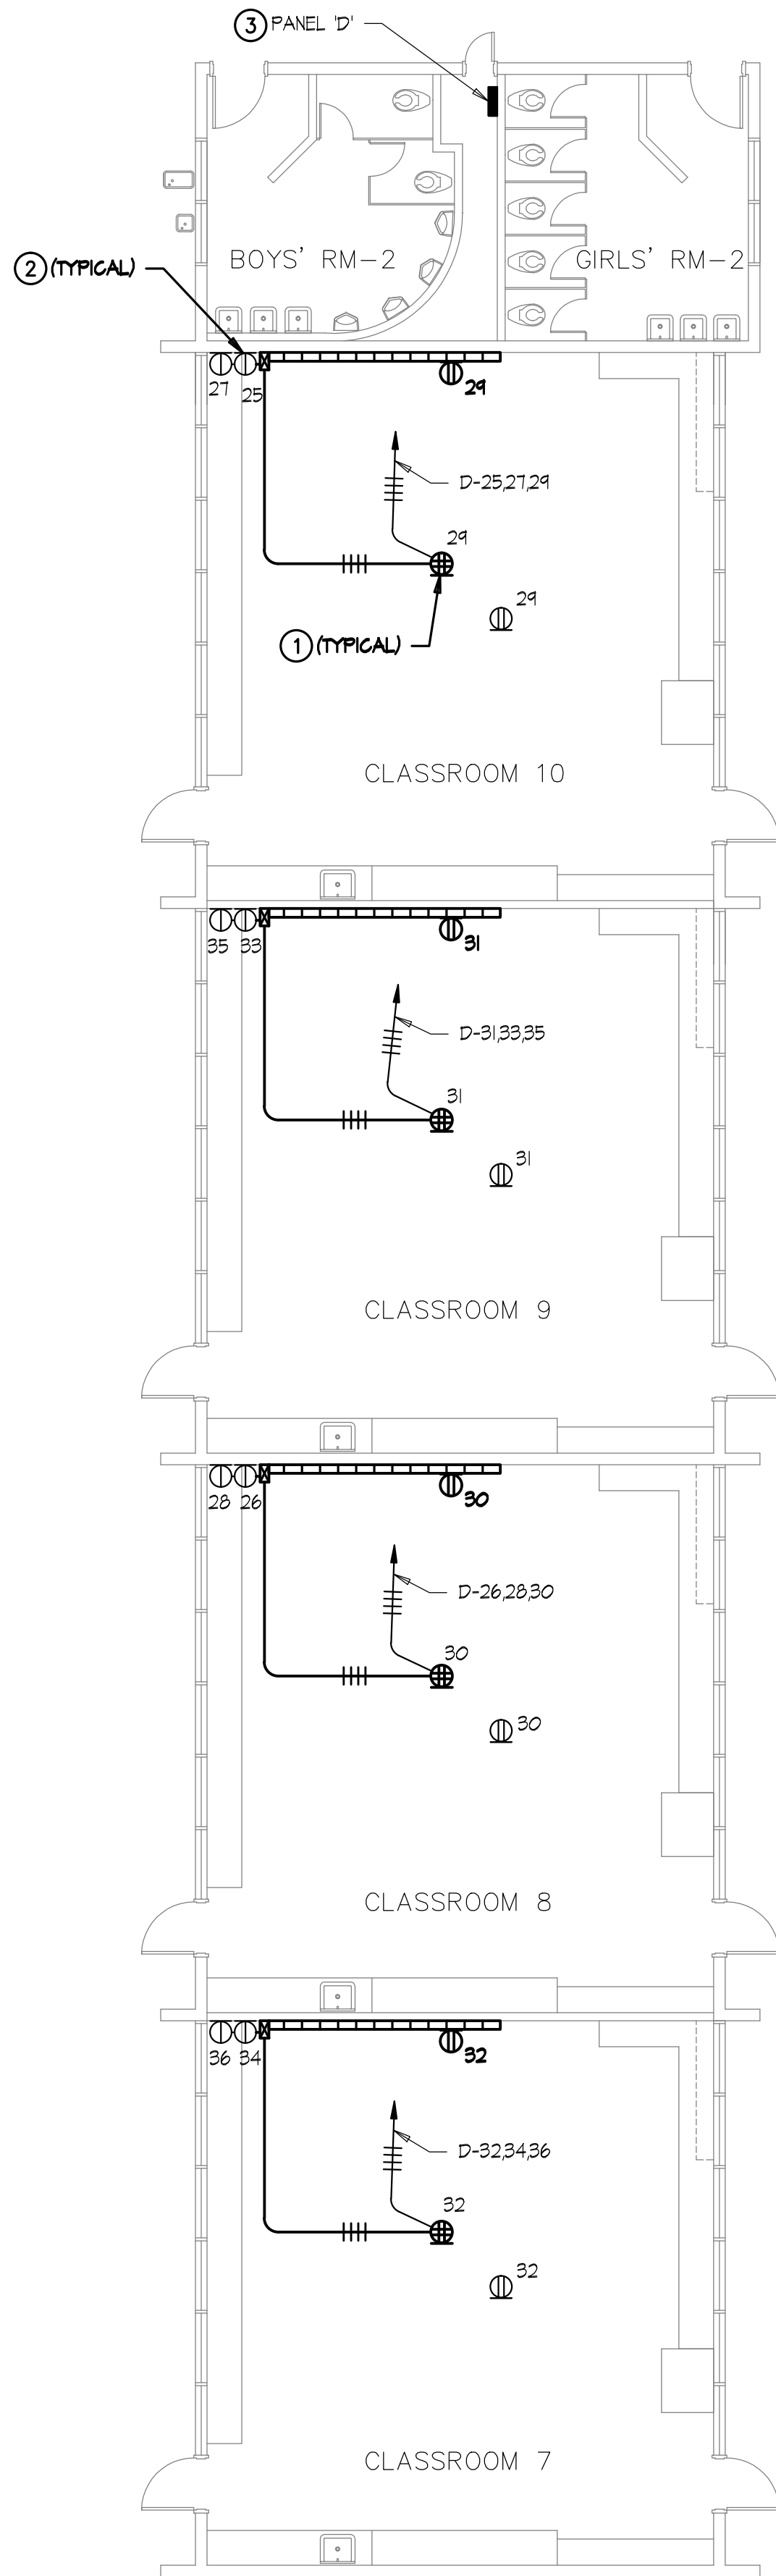 3 PANEL 'D'
BOYS' RM-2
GIRLS' RM-2
2 (TYPICAL)
27
25
29
D-25,27,29
29
29
1 (TYPICAL)
CLASSROOM 10
35
33
31
D-31,33,35
31
31
CLASSROOM 9
28
26
30
D-26,28,30
30
30
CLASSROOM 8
36
34
32
D-32,34,36
32
32
CLASSROOM 7